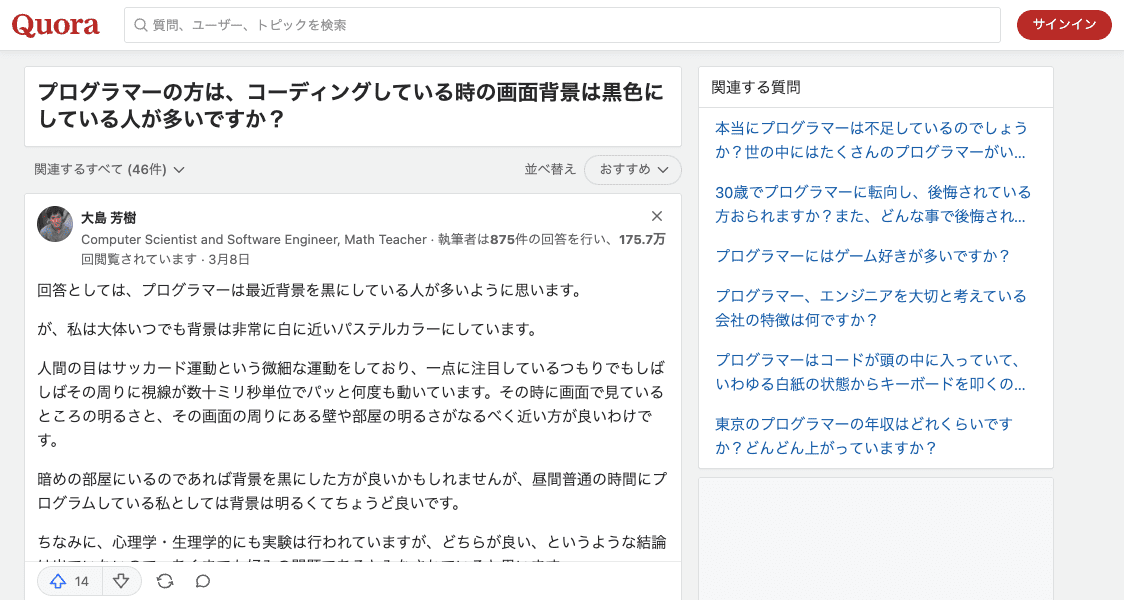 Quora
質問、ユーザー、トピックを検索
サインイン
プログラマーの方は、コーディングしている時の画面背景は黒色に
している人が多いですか？
関連するすべて (46件)
並べ替え
おすすめ
大島 芳樹
Computer Scientist and Software Engineer, Math Teacher · 執筆者は875件の回答を行い、175.7万
回閲覧されています · 3月8日
回答としては、プログラマーは最近背景を黒にしている人が多いように思います。
が、私は大体いつでも背景は非常に白に近いパステルカラーにしています。
人間の目はサッカード運動という微細な運動をしており、一点に注目しているつもりでもしば
しばその周りに視線が数十ミリ秒単位でパッと何度も動いています。その時に画面で見ている
ところの明るさと、その画面の周りにある壁や部屋の明るさがなるべく近い方が良いわけで
す。
暗めの部屋にいるのであれば背景を黒にした方が良いかもしれませんが、昼間普通の時間にプ
ログラムしている私としては背景は明るくてちょうど良いです。
ちなみに、心理学・生理学的にも実験は行われていますが、どちらが良い、というような結論
14
関連する質問
本当にプログラマーは不足しているのでしょう
か？世の中にはたくさんのプログラマーがい...
30歳でプログラマーに転向し、後悔されている
方おられますか？また、どんな事で後悔され...
プログラマーにはゲーム好きが多いですか？
プログラマー、エンジニアを大切と考えている
会社の特徴は何ですか？
プログラマーはコードが頭の中に入っていて、
いわゆる白紙の状態からキーボードを叩くの...
東京のプログラマーの年収はどれくらいです
か？どんどん上がっていますか？